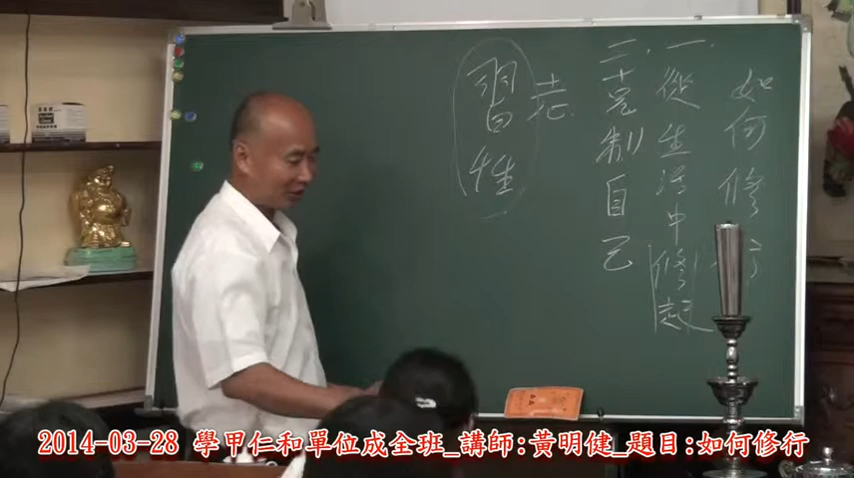 如何修行
一.從生活中修起
二.克制自己
志
習性
2014-03-28 學甲仁和單位成全班_講師:黃明健_題目:如何修行